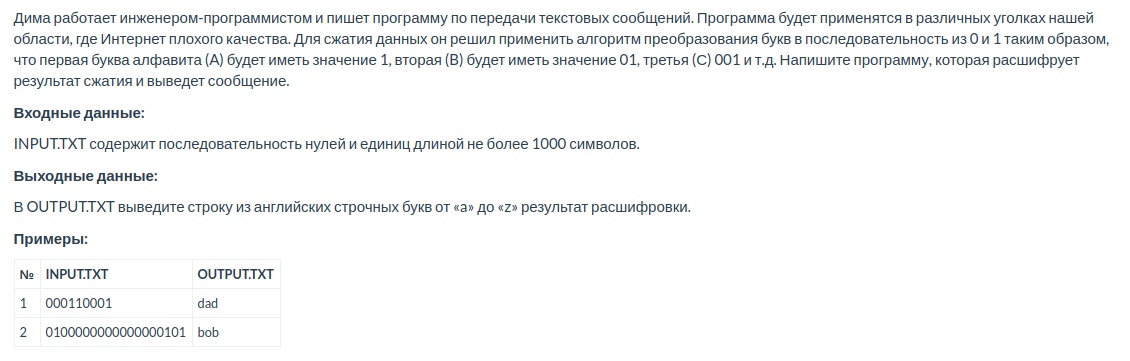 Дима работает инженером-программистом и пишет программу по передачи текстовых сообщений. Программа будет применятся в различных уголках нашей
области, где Интернет плохого качества. Для сжатия данных он решил применить алгоритм преобразования букв в последовательность из 0 и 1 таким образом,
что первая буква алфавита (A) будет иметь значение 1, вторая (B) будет иметь значение 01, третья (C) 001 и т.д. Напишите программу, которая расшифрует
результат сжатия и выведет сообщение.
Входные данные:
INPUT.TXT содержит последовательность нулей и единиц длиной не более 1000 символов.
Выходные данные:
В OUTPUT.TXT выведите строку из английских строчных букв от «a» до «z» результат расшифровки.
Примеры:
№ INPUT.TXT OUTPUT.TXT
1 000110001 dad
2 0100000000000000101 bob